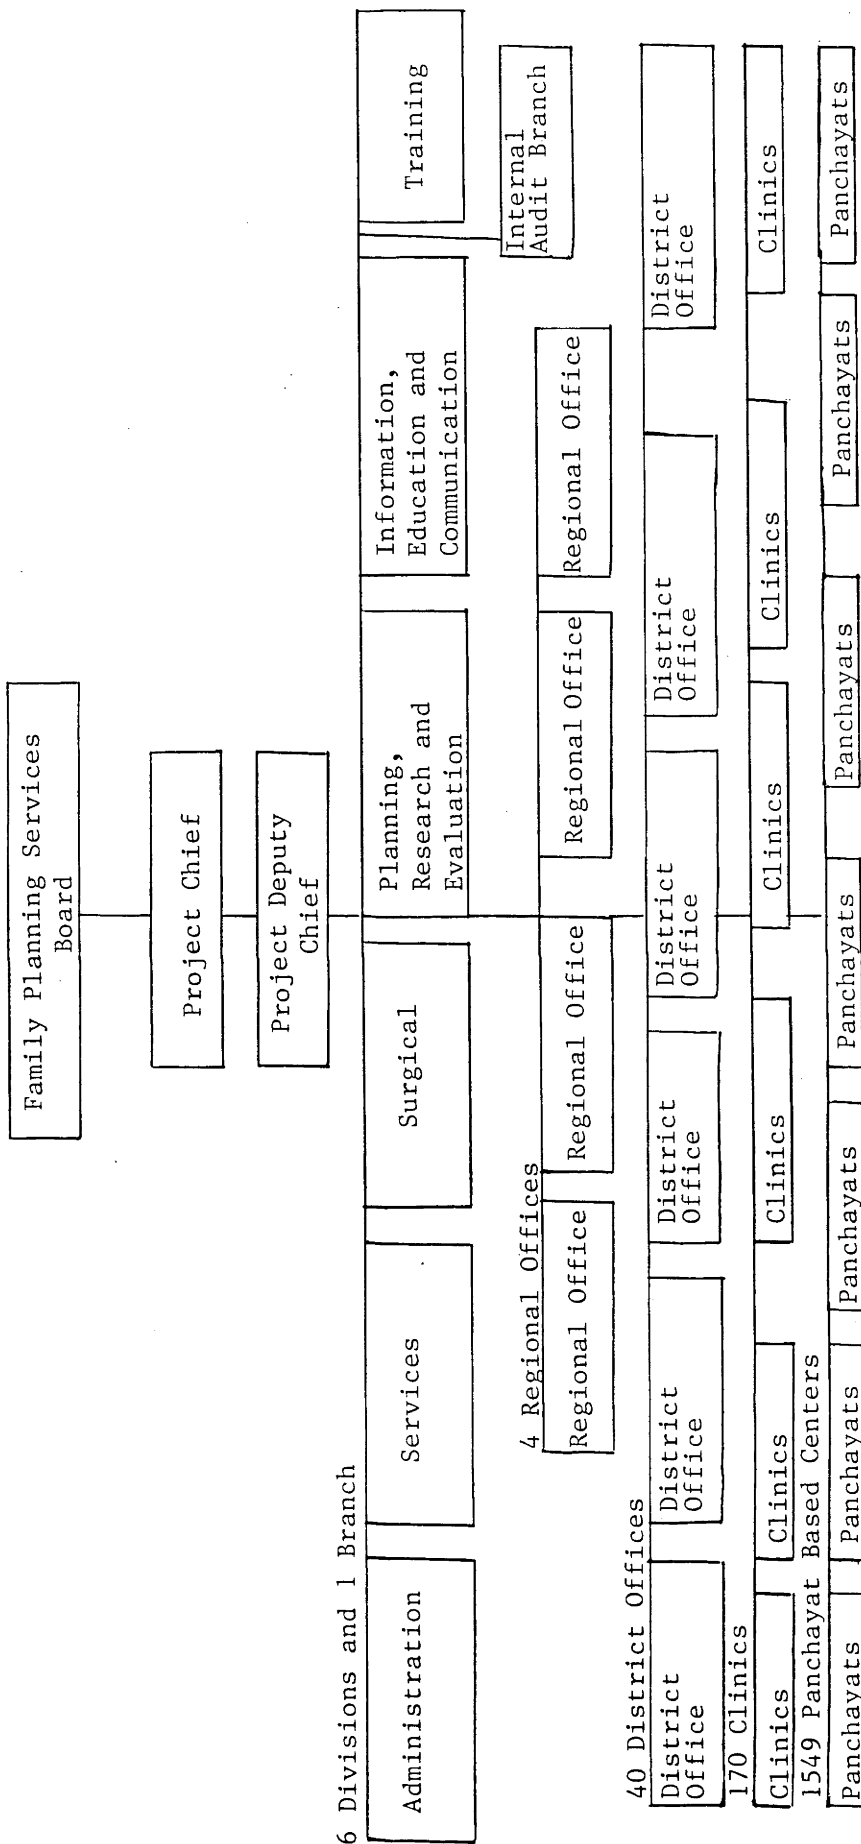 Family Planning Services
Board
Project Chief
Project Deputy
Chief
6 Divisions and 1 Branch
Administration
Services
Surgical
Planning,
Research and
Evaluation
Information,
Education and
Communication
Training
Internal
Audit Branch
4 Regional Offices
Regional Office
Regional Office
Regional Office
Regional Office
40 District Offices
District
Office
District
Office
District
Office
District
Office
District
Office
District
Office
170 Clinics
Clinics
Clinics
Clinics
Clinics
Clinics
Clinics
1549 Panchayat Based Centers
Panchayats
Panchayats
Panchayats
Panchayats
Panchayats
Panchayats
Panchayats